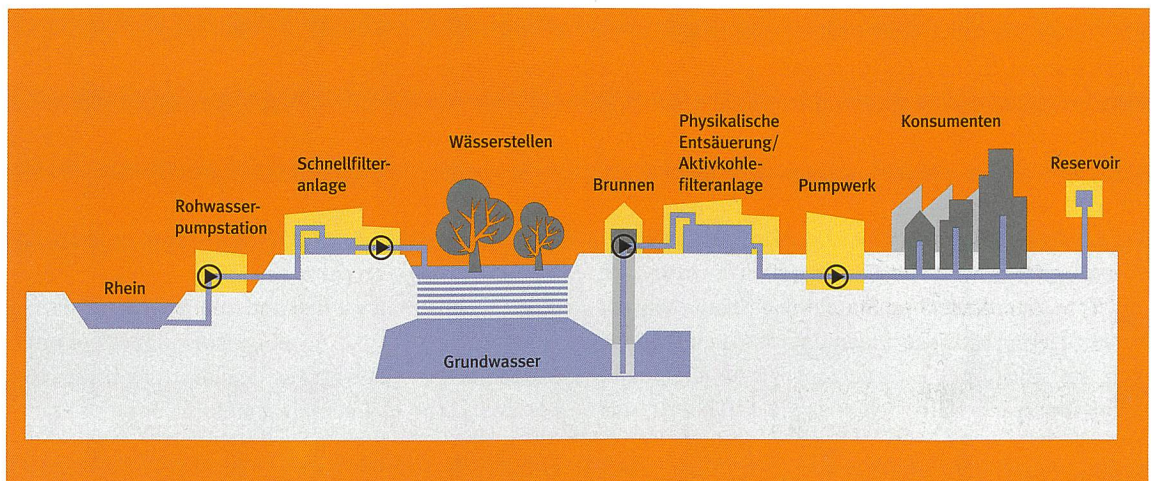 Rhein
Rohwasser-
pumpstation
Schnellfilter-
anlage
Wässerstellen
Grundwasser
Brunnen
Physikalische
Entsäuerung/
Aktivkohle-
filteranlage
Pumpwerk
Konsumenten
Reservoir